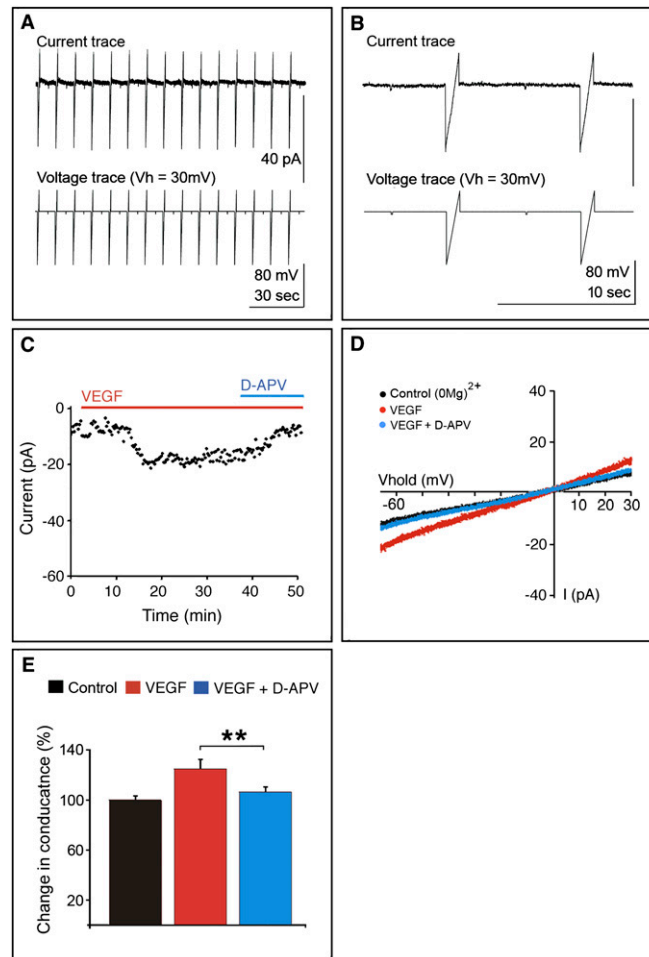 A
Current trace
40 pA
Voltage trace (Vh = 30mV)
80 mV
30 sec
B
Current trace
Voltage trace (Vh = 30mV)
80 mV
10 sec
C
VEGF
D-APV
0
-20
-40
-60
Current (pA)
0 10 20 30 40 50
Time (min)
D
Control (0Mg)2+
VEGF
VEGF + D-APV
40
20
Vhold (mV)
-60
10 30
-20
-40
I (pA)
E
Control VEGF VEGF + D-APV
**
140
100
60
20
Change in conducatnce (%)